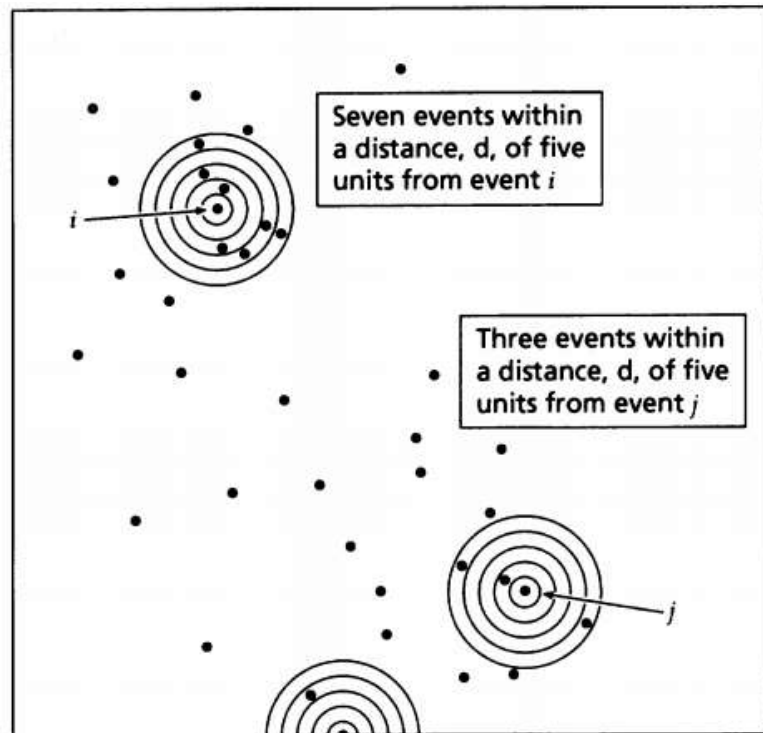 Seven events within
a distance, d, of five
units from event i
i
Three events within
a distance, d, of five
units from event j
j